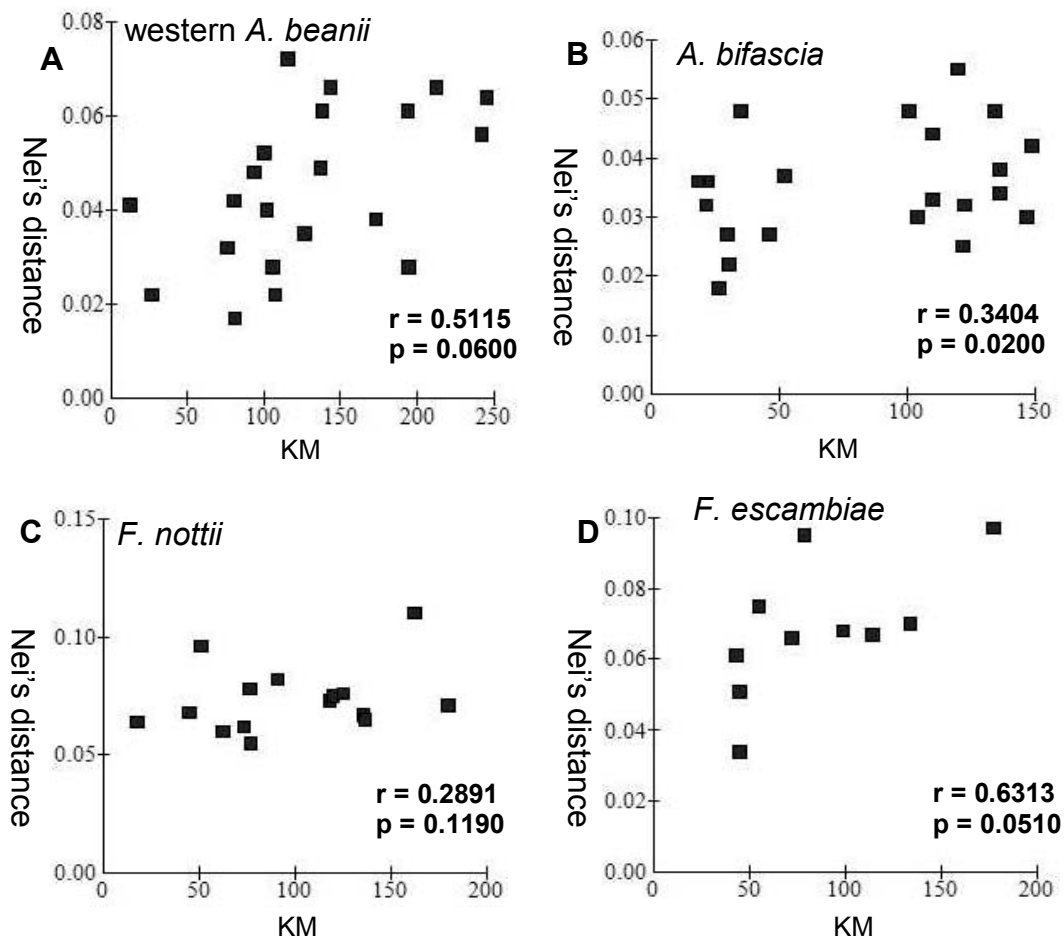 A
western A. beanii
Nei's distance
0.08
0.06
0.04
0.02
0.00
0
50
100
150
200
250
KM
r = 0.5115
p = 0.0600
B
A. bifascia
Nei's distance
0.06
0.05
0.04
0.03
0.02
0.01
0.00
0
50
100
150
KM
r = 0.3404
p = 0.0200
C
F. nottii
Nei's distance
0.15
0.10
0.05
0.00
0
50
100
150
200
KM
r = 0.2891
p = 0.1190
D
F. escambiae
Nei's distance
0.10
0.08
0.06
0.04
0.02
0.00
0
50
100
150
200
KM
r = 0.6313
p = 0.0510